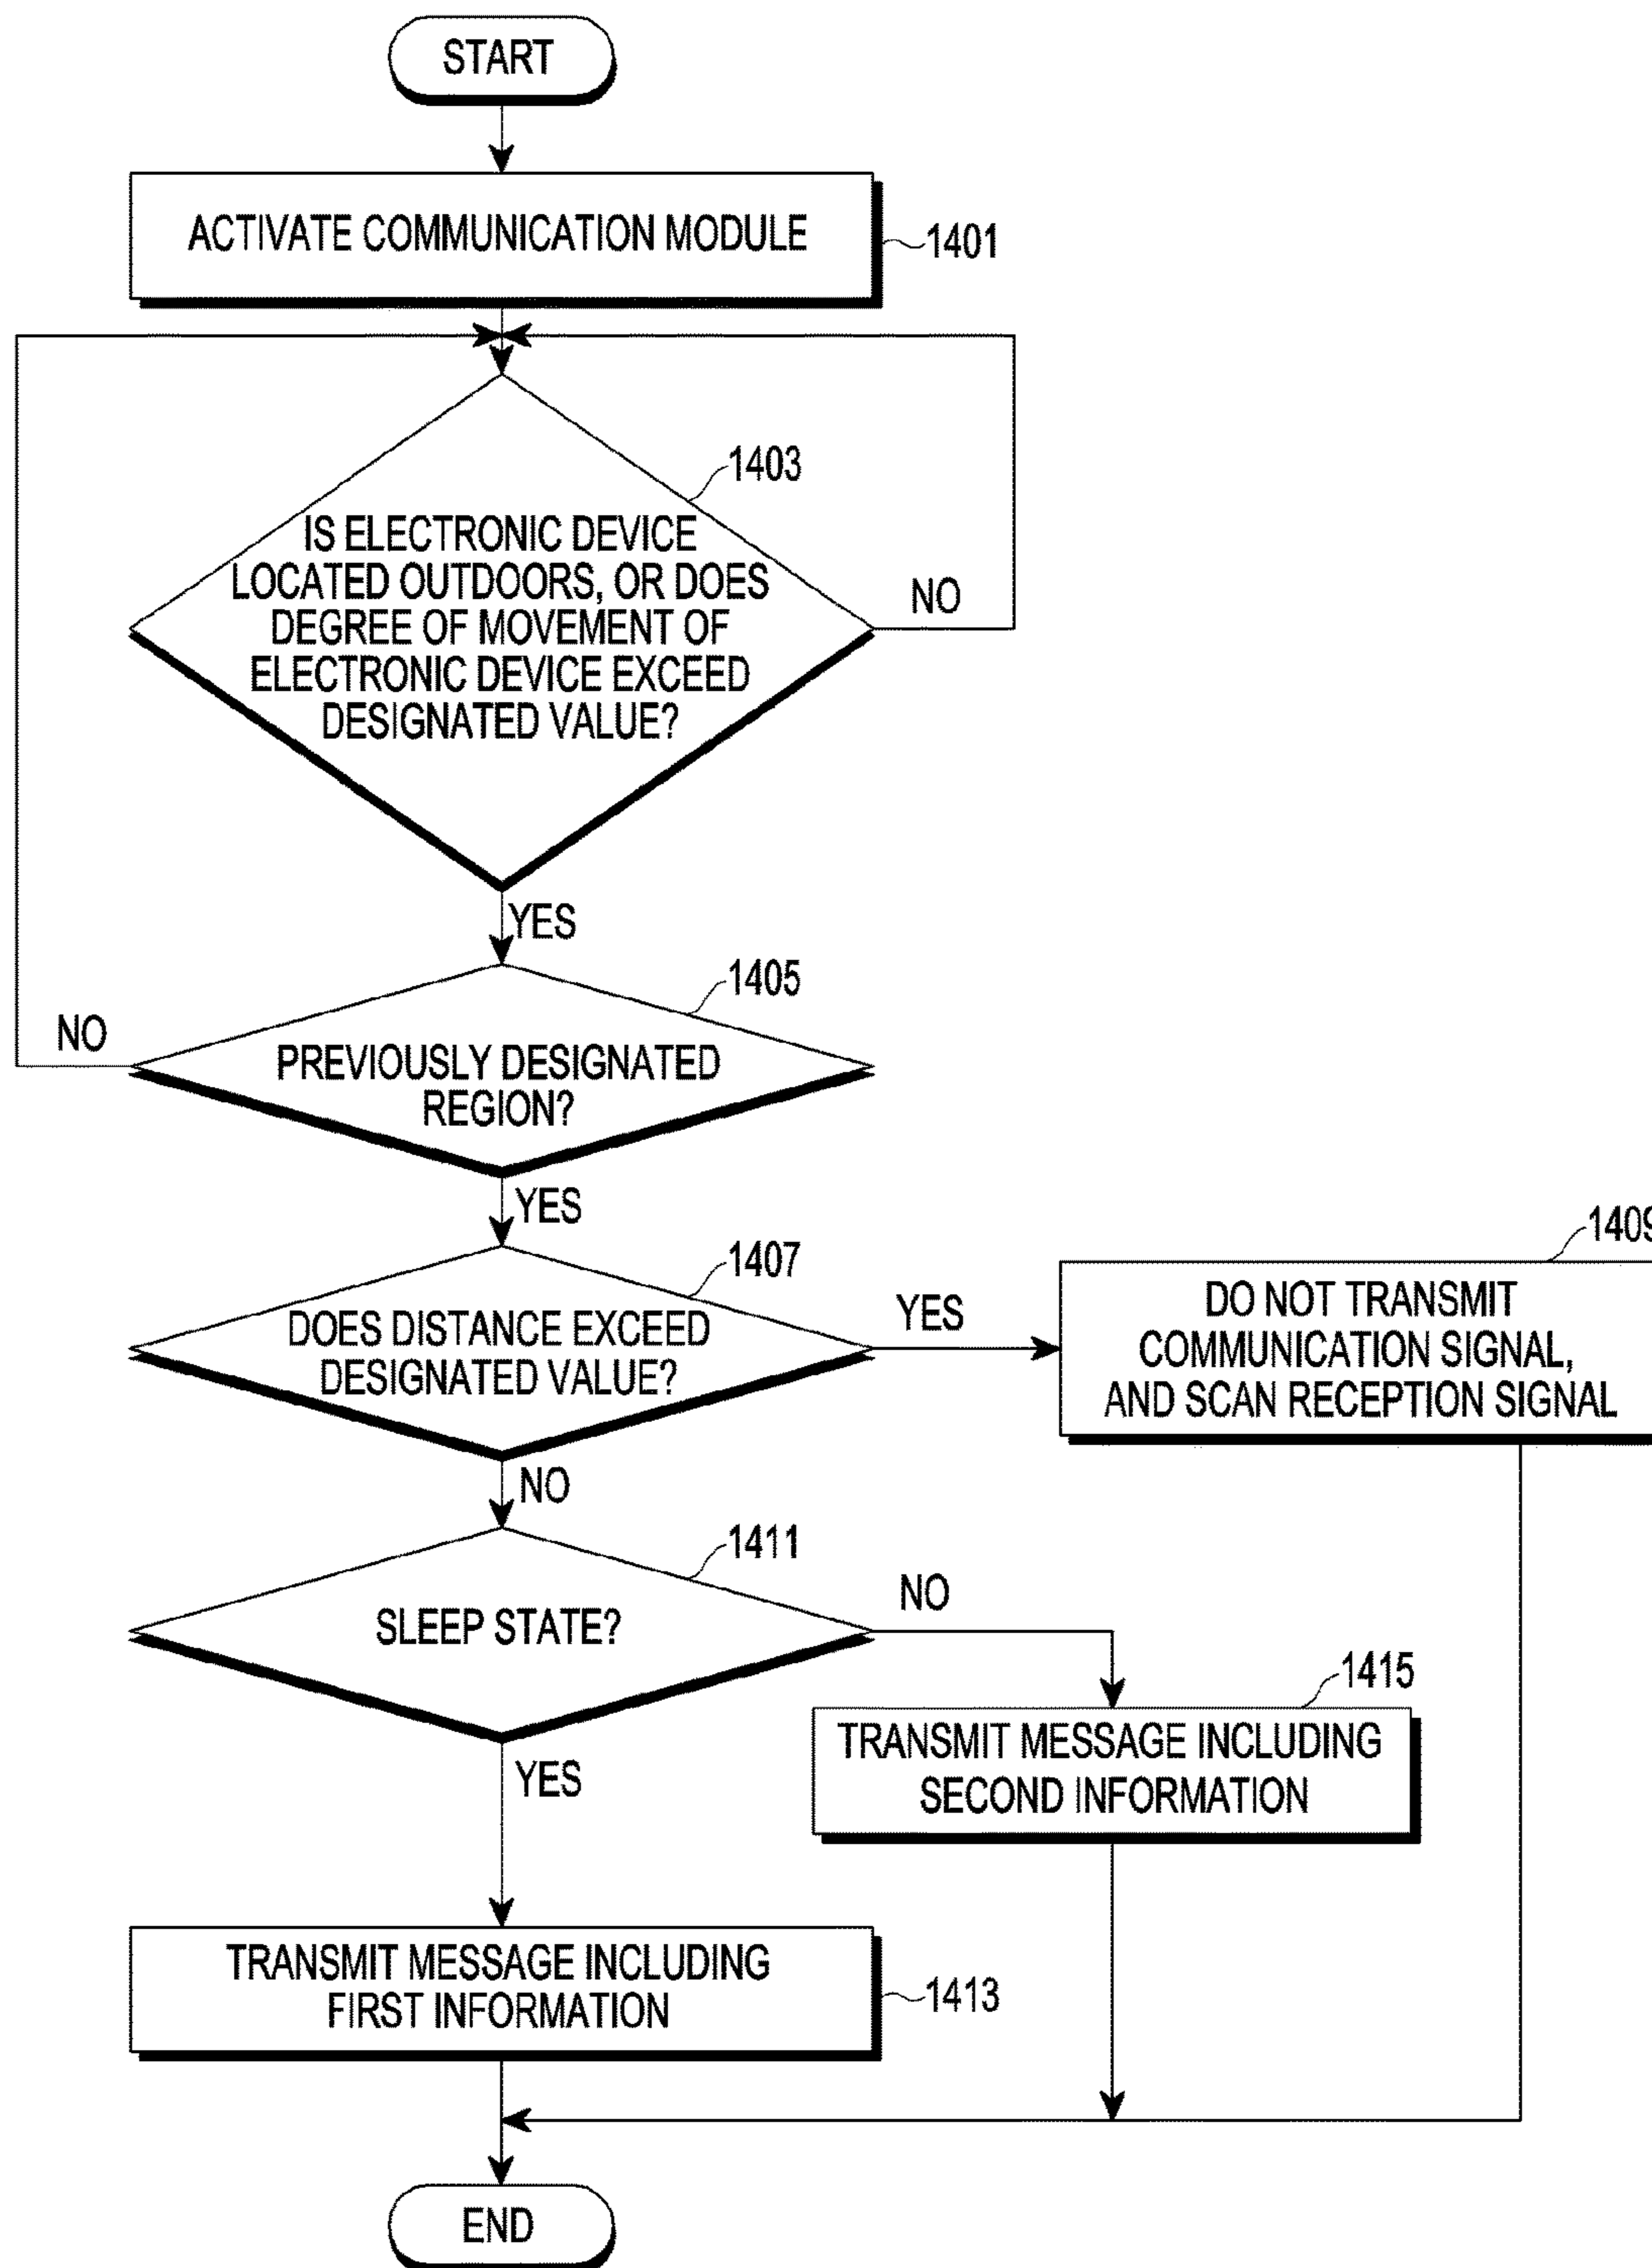 START
ACTIVATE COMMUNICATION MODULE
1401
1403
IS ELECTRONIC DEVICE
LOCATED OUTDOORS, OR DOES
DEGREE OF MOVEMENT OF
ELECTRONIC DEVICE EXCEED
DESIGNATED VALUE?
NO
YES
1405
NO
PREVIOUSLY DESIGNATED
REGION?
YES
1407
DOES DISTANCE EXCEED
DESIGNATED VALUE?
YES
1409
DO NOT TRANSMIT
COMMUNICATION SIGNAL,
AND SCAN RECEPTION SIGNAL
NO
1411
SLEEP STATE?
NO
1415
TRANSMIT MESSAGE INCLUDING
SECOND INFORMATION
YES
TRANSMIT MESSAGE INCLUDING
FIRST INFORMATION
1413
END